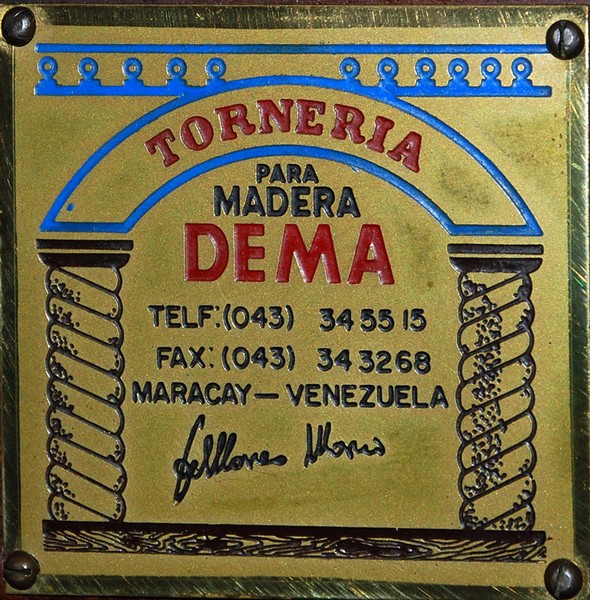 TORNERIA
PARA
MADERA
DEMA
TELF:(043) 34 55 15
FAX: (043) 34 3268
MARACAY — VENEZUELA